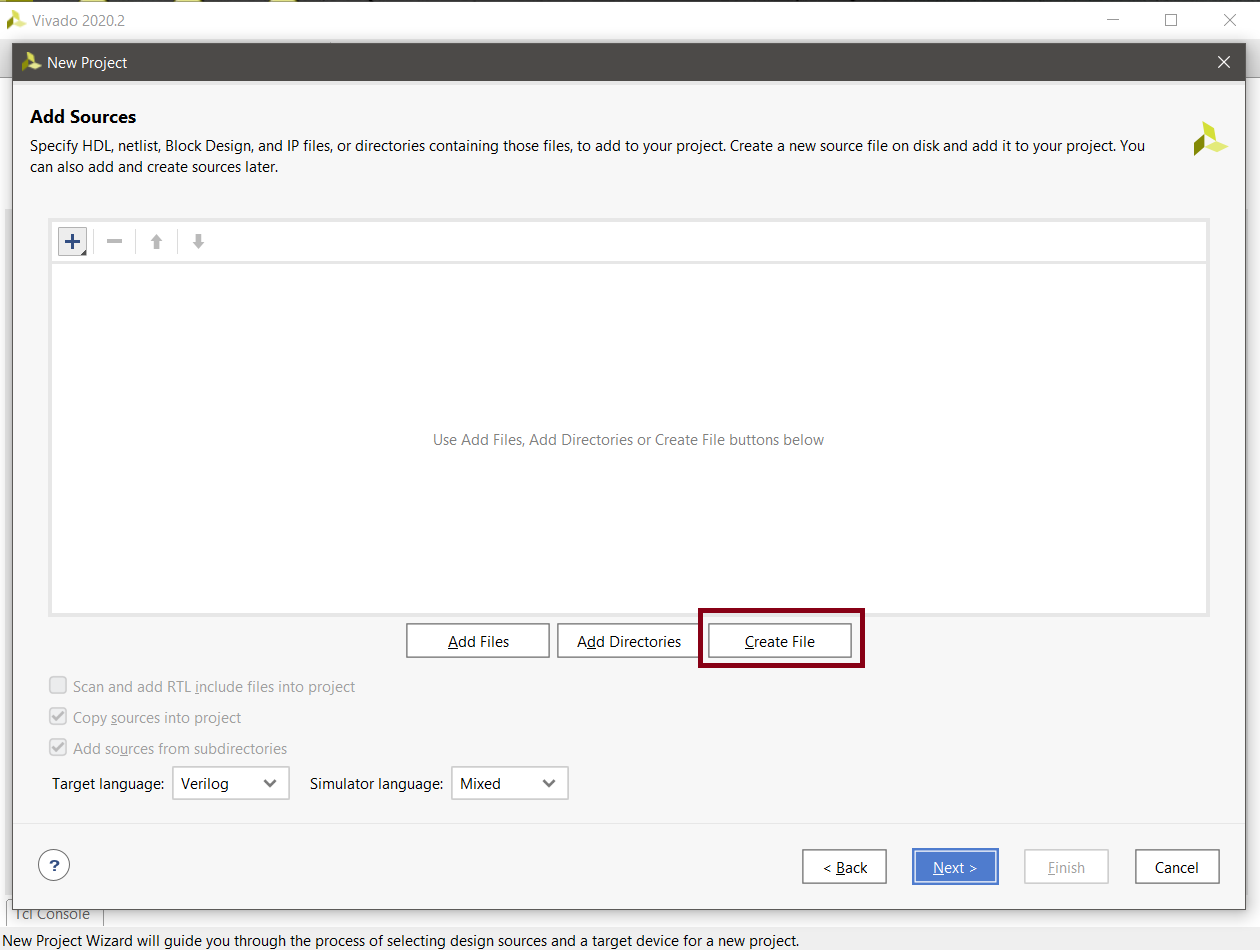 Vivado 2020.2
New Project
Add Sources
Specify HDL, netlist, Block Design, and IP files, or directories containing those files, to add to your project. Create a new source file on disk and add it to your project. You
can also add and create sources later.
Use Add Files, Add Directories or Create File buttons below
Add Files Add Directories Create File
Scan and add RTL include files into project
Copy sources into project
Add sources from subdirectories
Target language: Verilog Simulator language: Mixed
? < Back Next > Finish Cancel
Tcl Console
New Project Wizard will guide you through the process of selecting design sources and a target device for a new project.